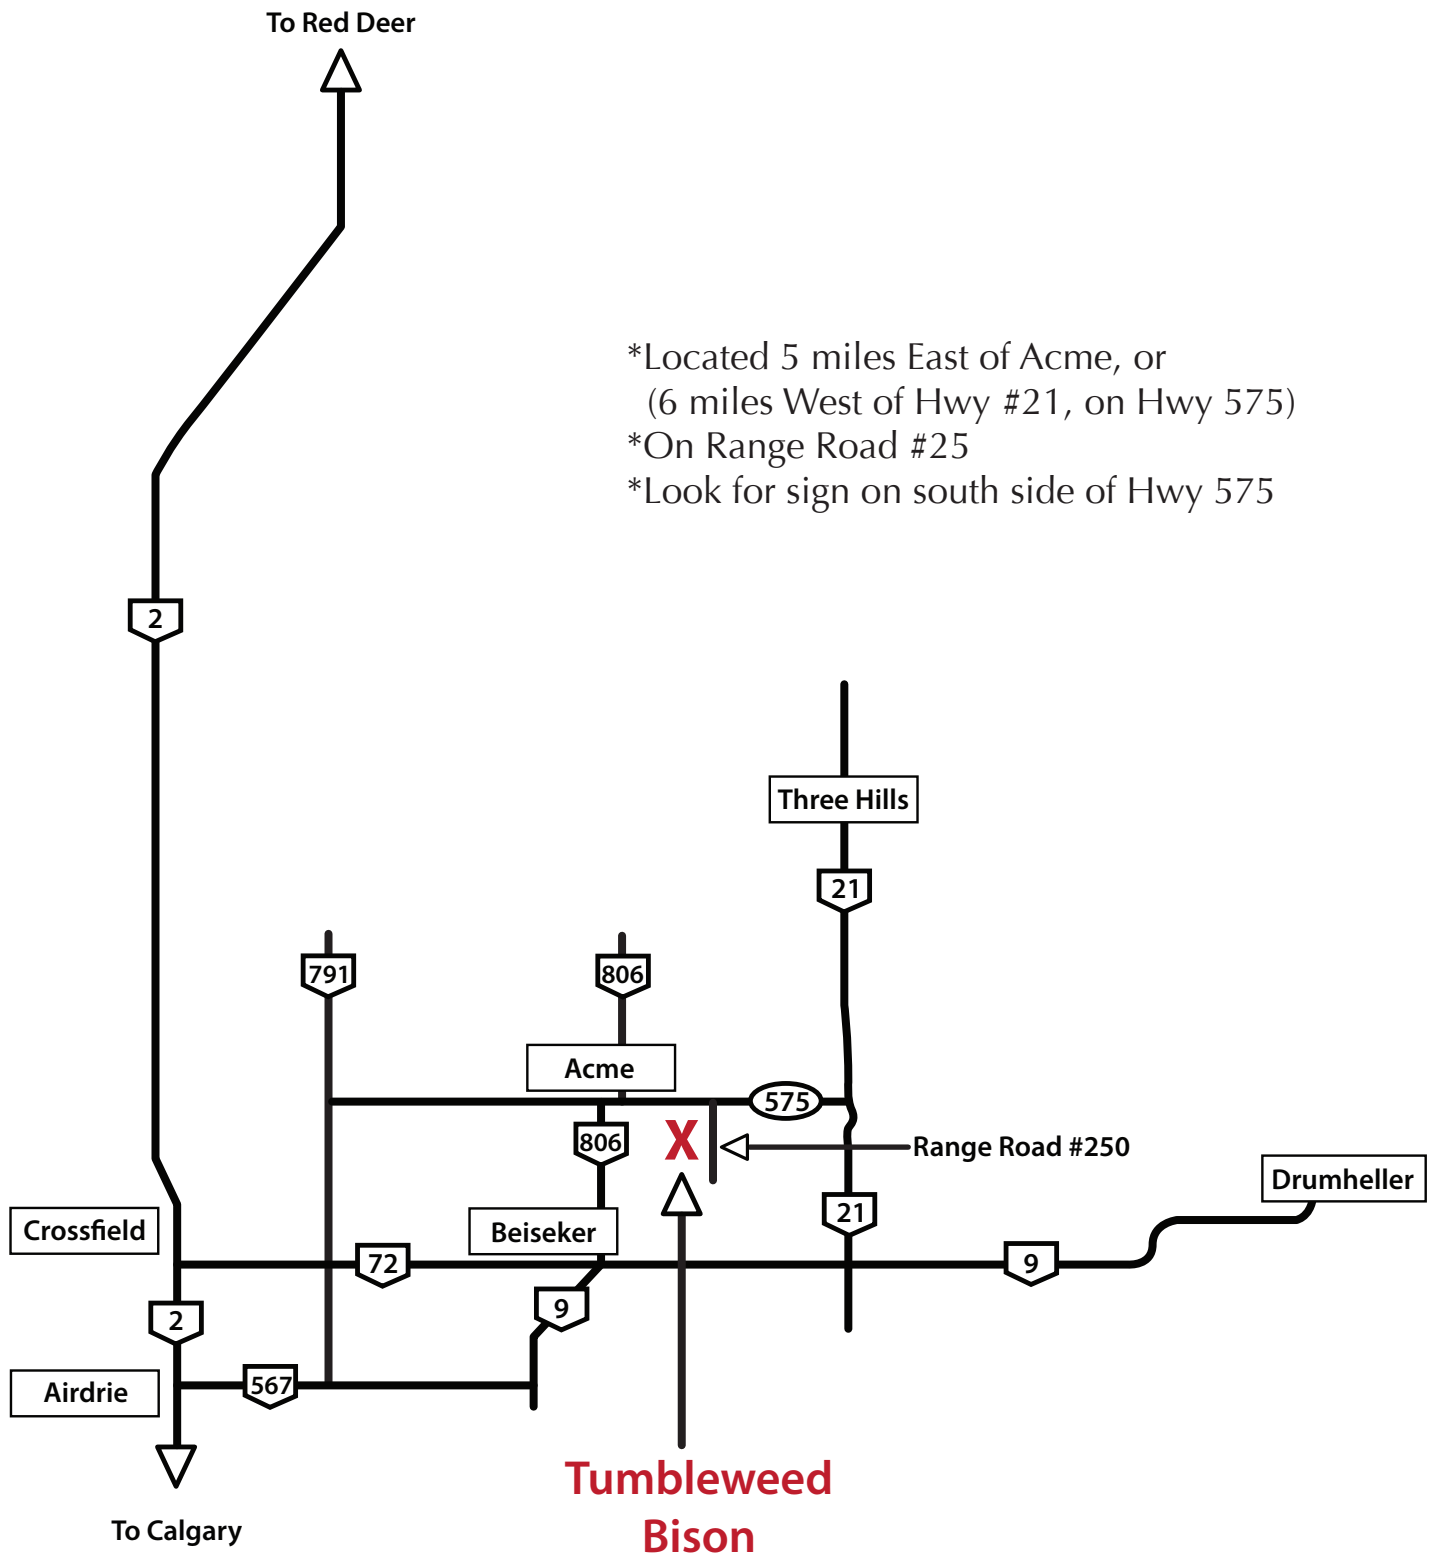 To Red Deer
*Located 5 miles East of Acme, or
(6 miles West of Hwy #21, on Hwy 575)
*On Range Road #25
*Look for sign on south side of Hwy 575
2
Three Hills
21
791
806
Acme
575
806
X
Range Road #250
Drumheller
21
Crossfield
Beiseker
72
9
9
2
567
Airdrie
Tumbleweed
Bison
To Calgary